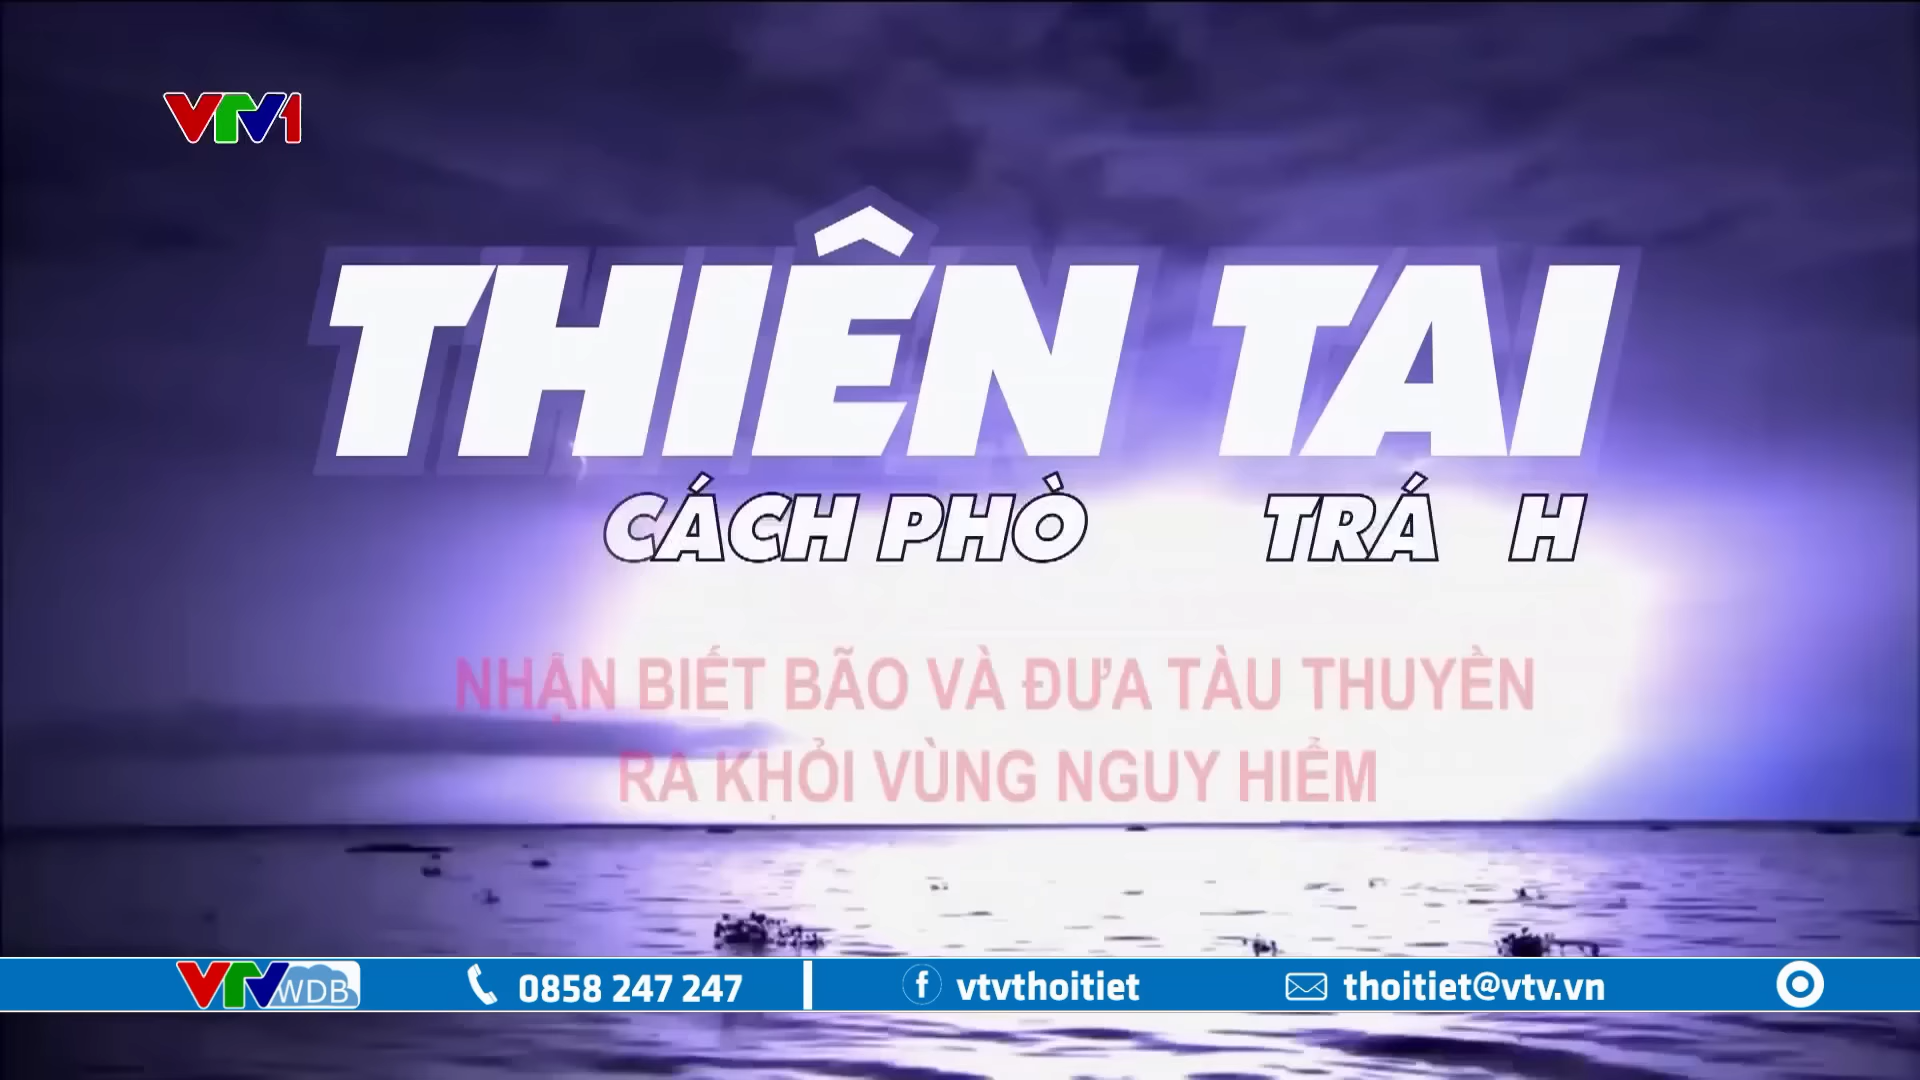 VTV1
THIÊN TAI
CÁCH PHÒ TRÁ H
NHẬN BIẾT BÃO VÀ ĐƯA TÀU THUYỀN
RA KHỎI VÙNG NGUY HIỂM
VTV WDB 0858 247 247 vtvthoitiet thoitiet@vtv.vn